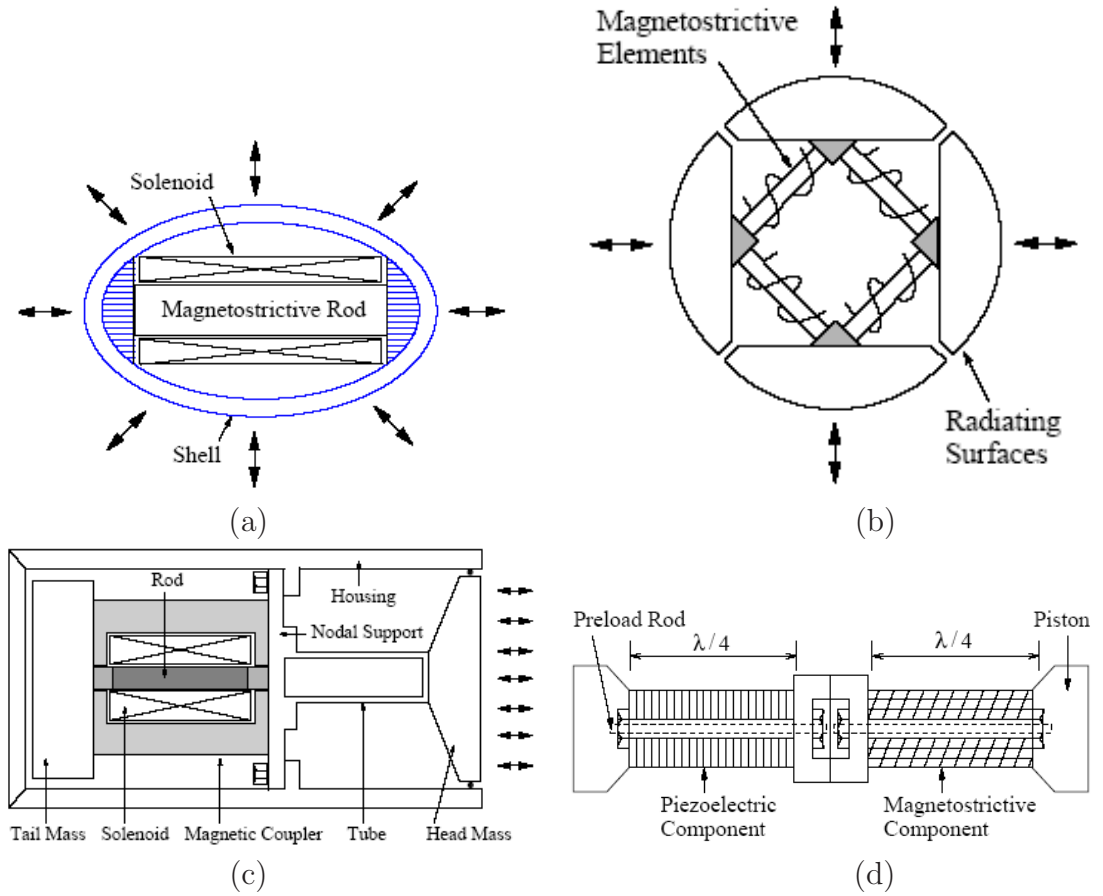 Solenoid
Magnetostrictive Rod
Shell
(a)
Magnetostrictive
Elements
Radiating
Surfaces
(b)
Rod
Housing
Nodal Support
Tail Mass
Solenoid
Magnetic Coupler
Tube
Head Mass
(c)
Preload Rod
λ/4
λ/4
Piston
Piezoelectric
Component
Magnetostrictive
Component
(d)